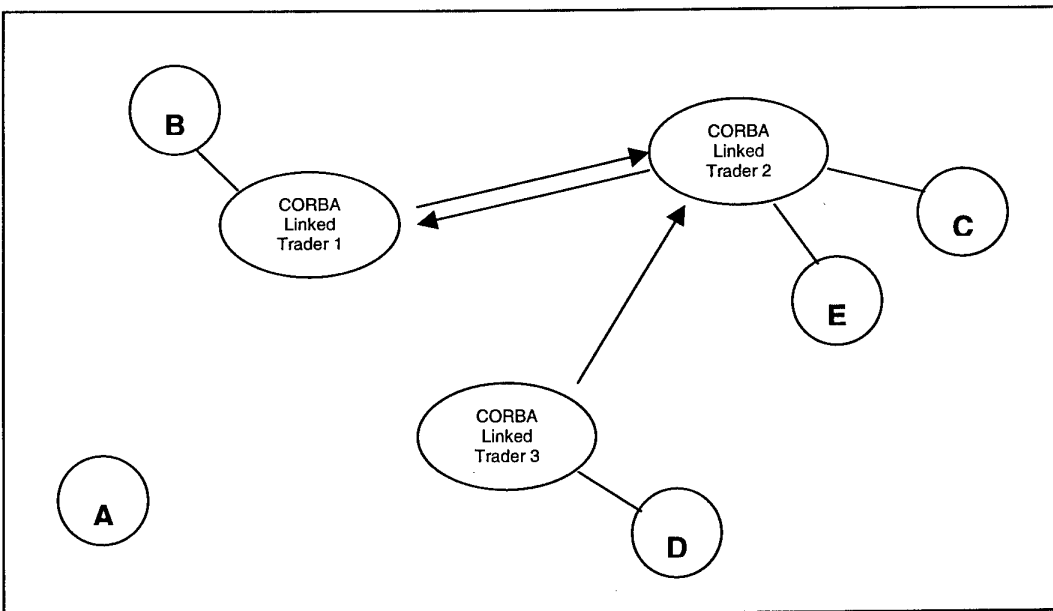 B
CORBA
Linked
Trader 1
CORBA
Linked
Trader 2
C
E
CORBA
Linked
Trader 3
A
D